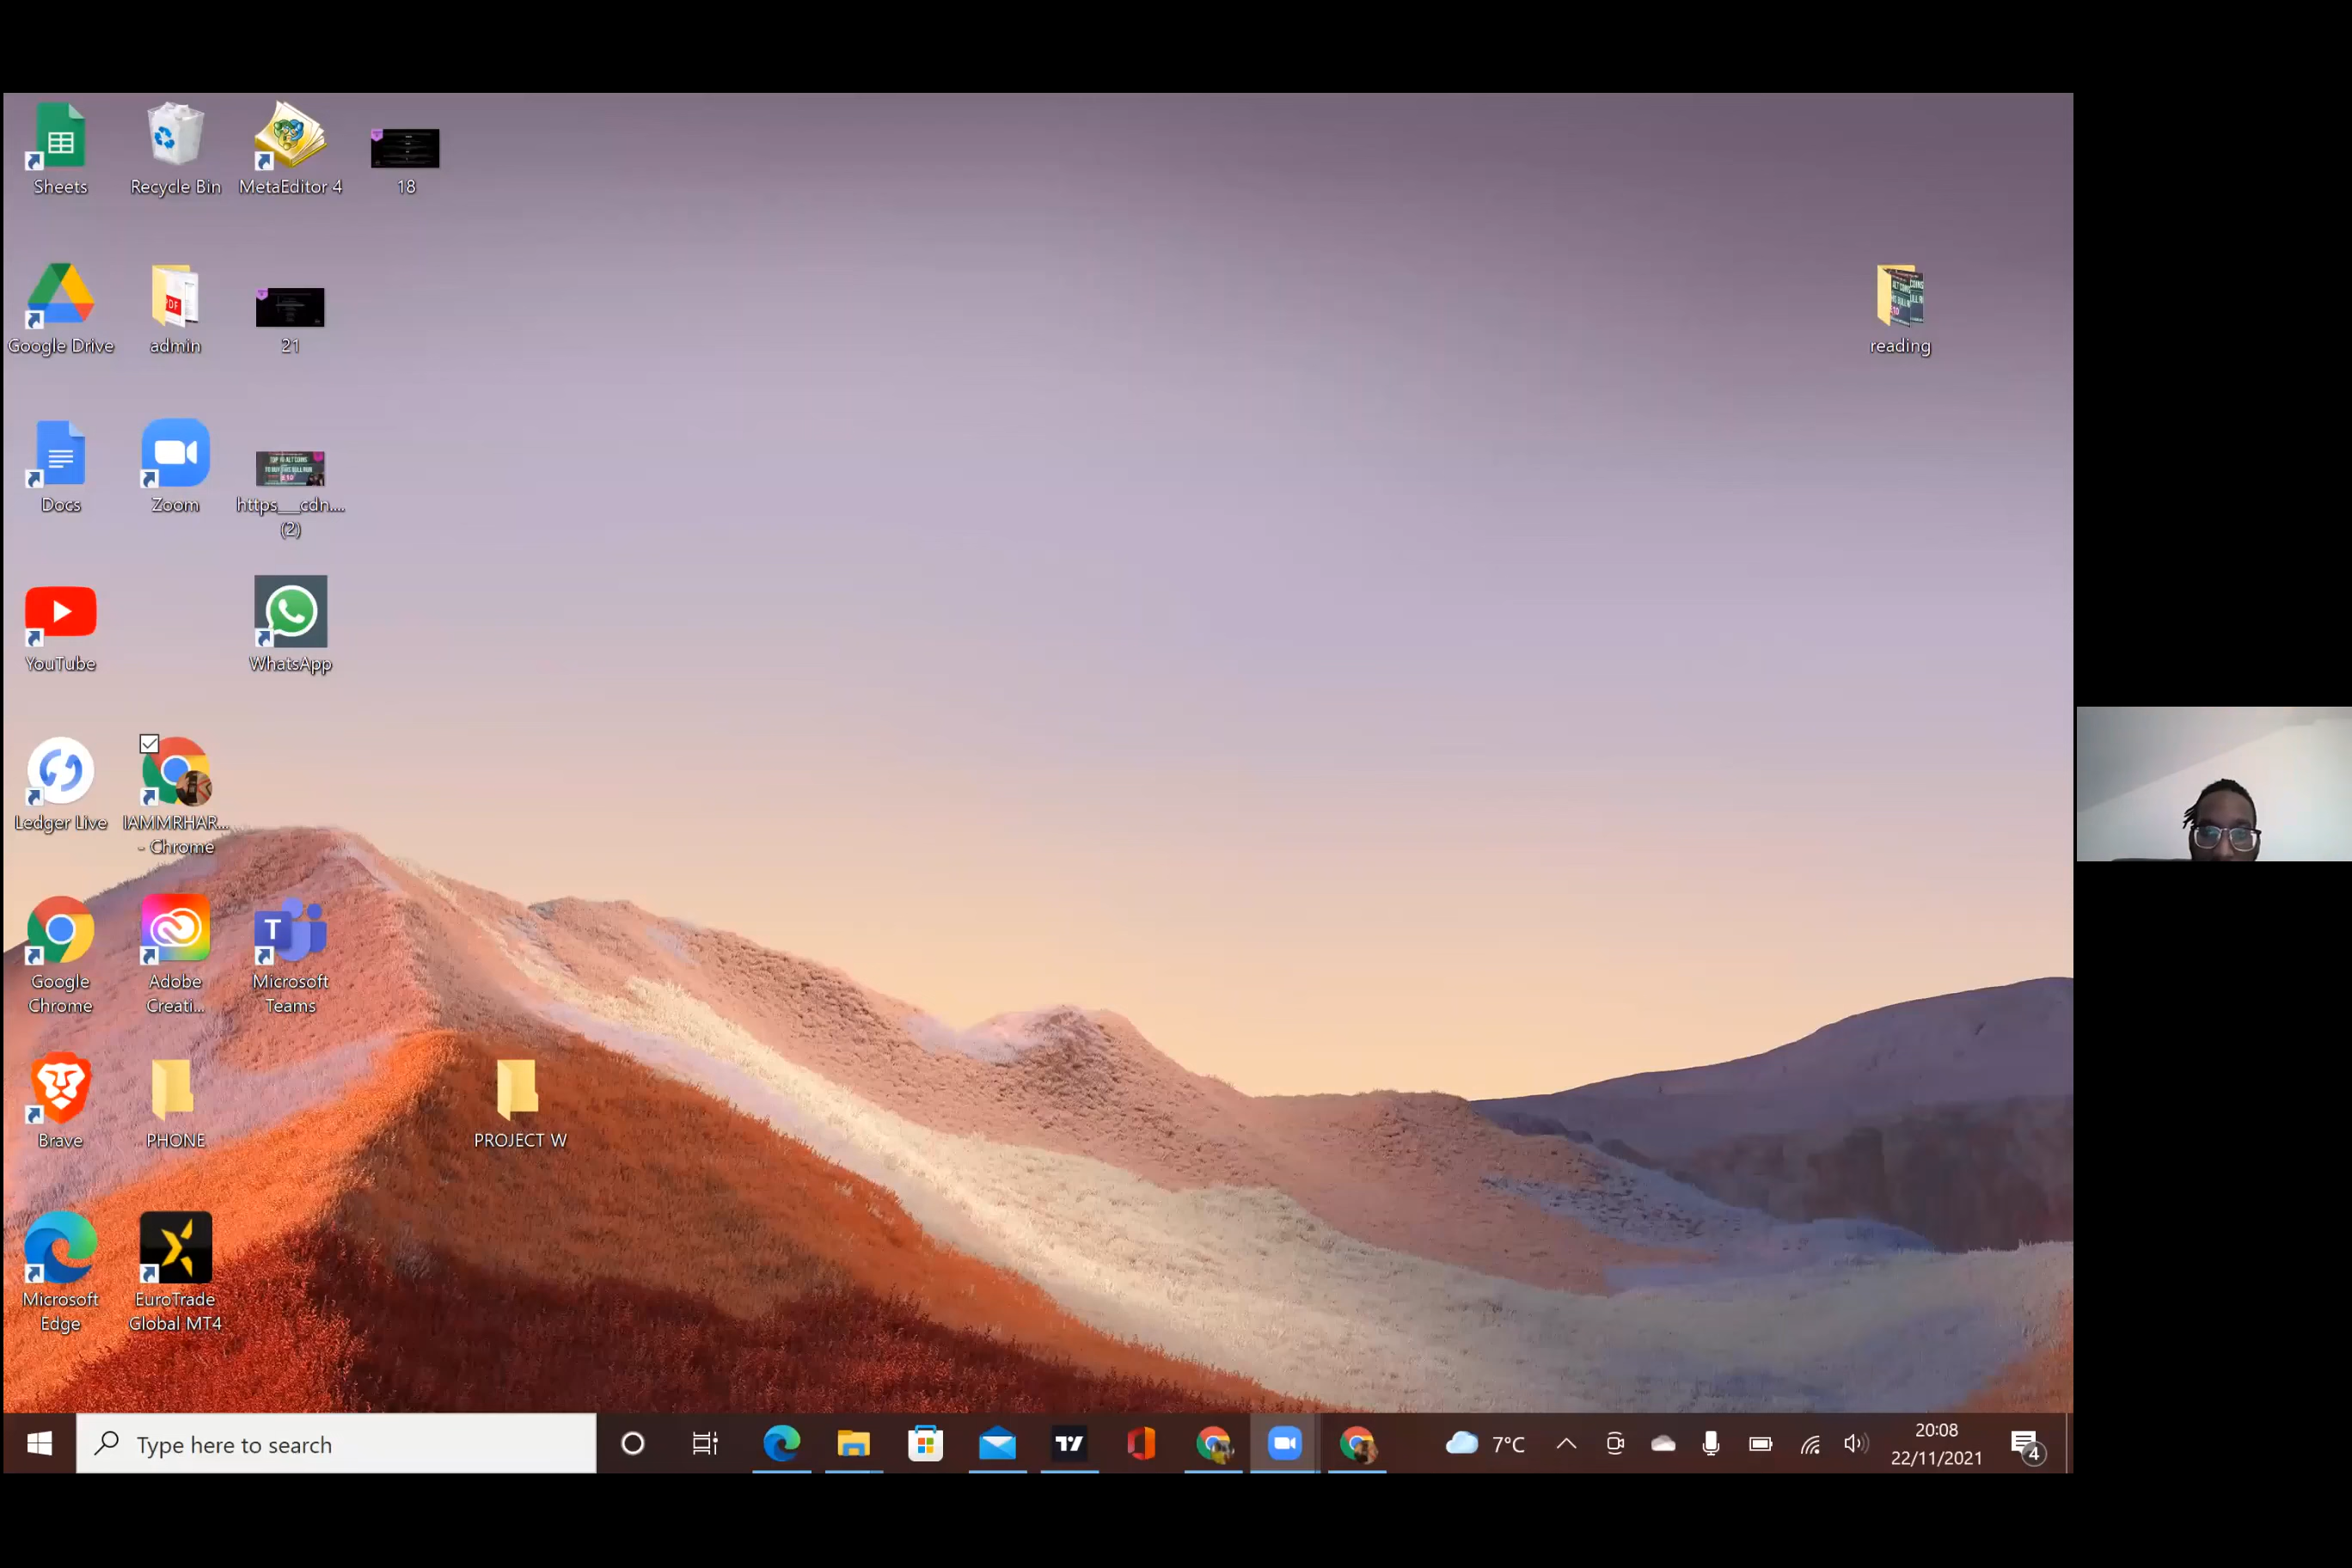 Sheets
Recycle Bin
MetaEditor 4
18
Google Drive
admin
21
reading
Docs
Zoom
https__cdn....
(2)
YouTube
WhatsApp
Ledger Live
IAMMRHAR...
- Chrome
Google
Chrome
Adobe
Creati...
Microsoft
Teams
Brave
PHONE
PROJECT W
Microsoft
Edge
EuroTrade
Global MT4
Type here to search
7°C
20:08
22/11/2021
4